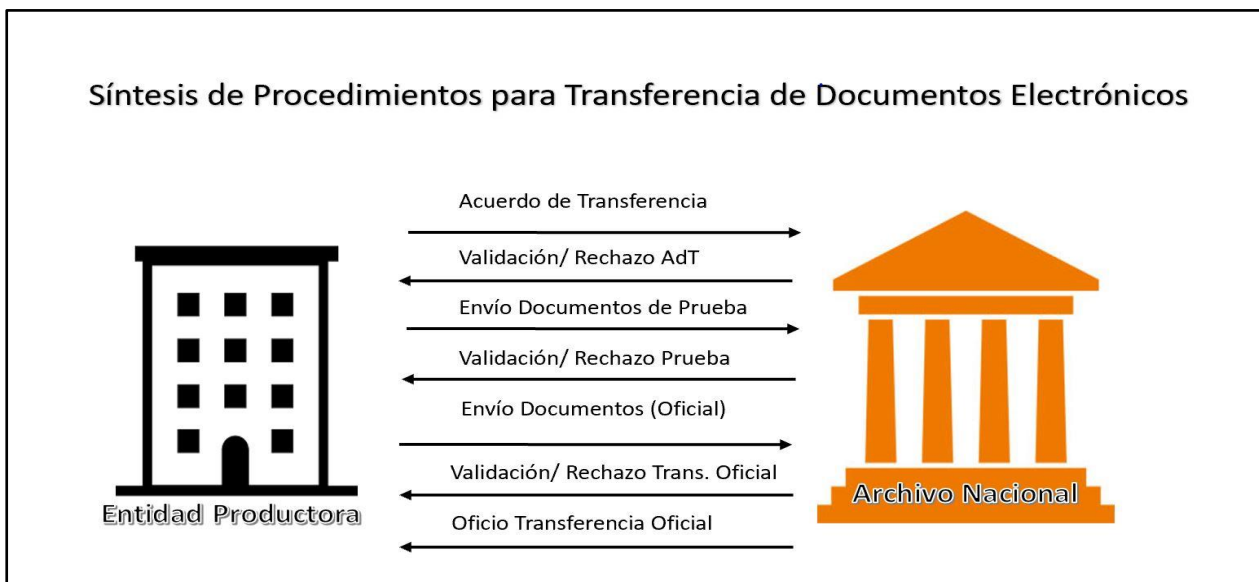 Síntesis de Procedimientos para Transferencia de Documentos Electrónicos
Acuerdo de Transferencia
Validación/ Rechazo AdT
Envío Documentos de Prueba
Validación/ Rechazo Prueba
Envío Documentos (Oficial)
Validación/ Rechazo Trans. Oficial
Oficio Transferencia Oficial
Entidad Productora
Archivo Nacional